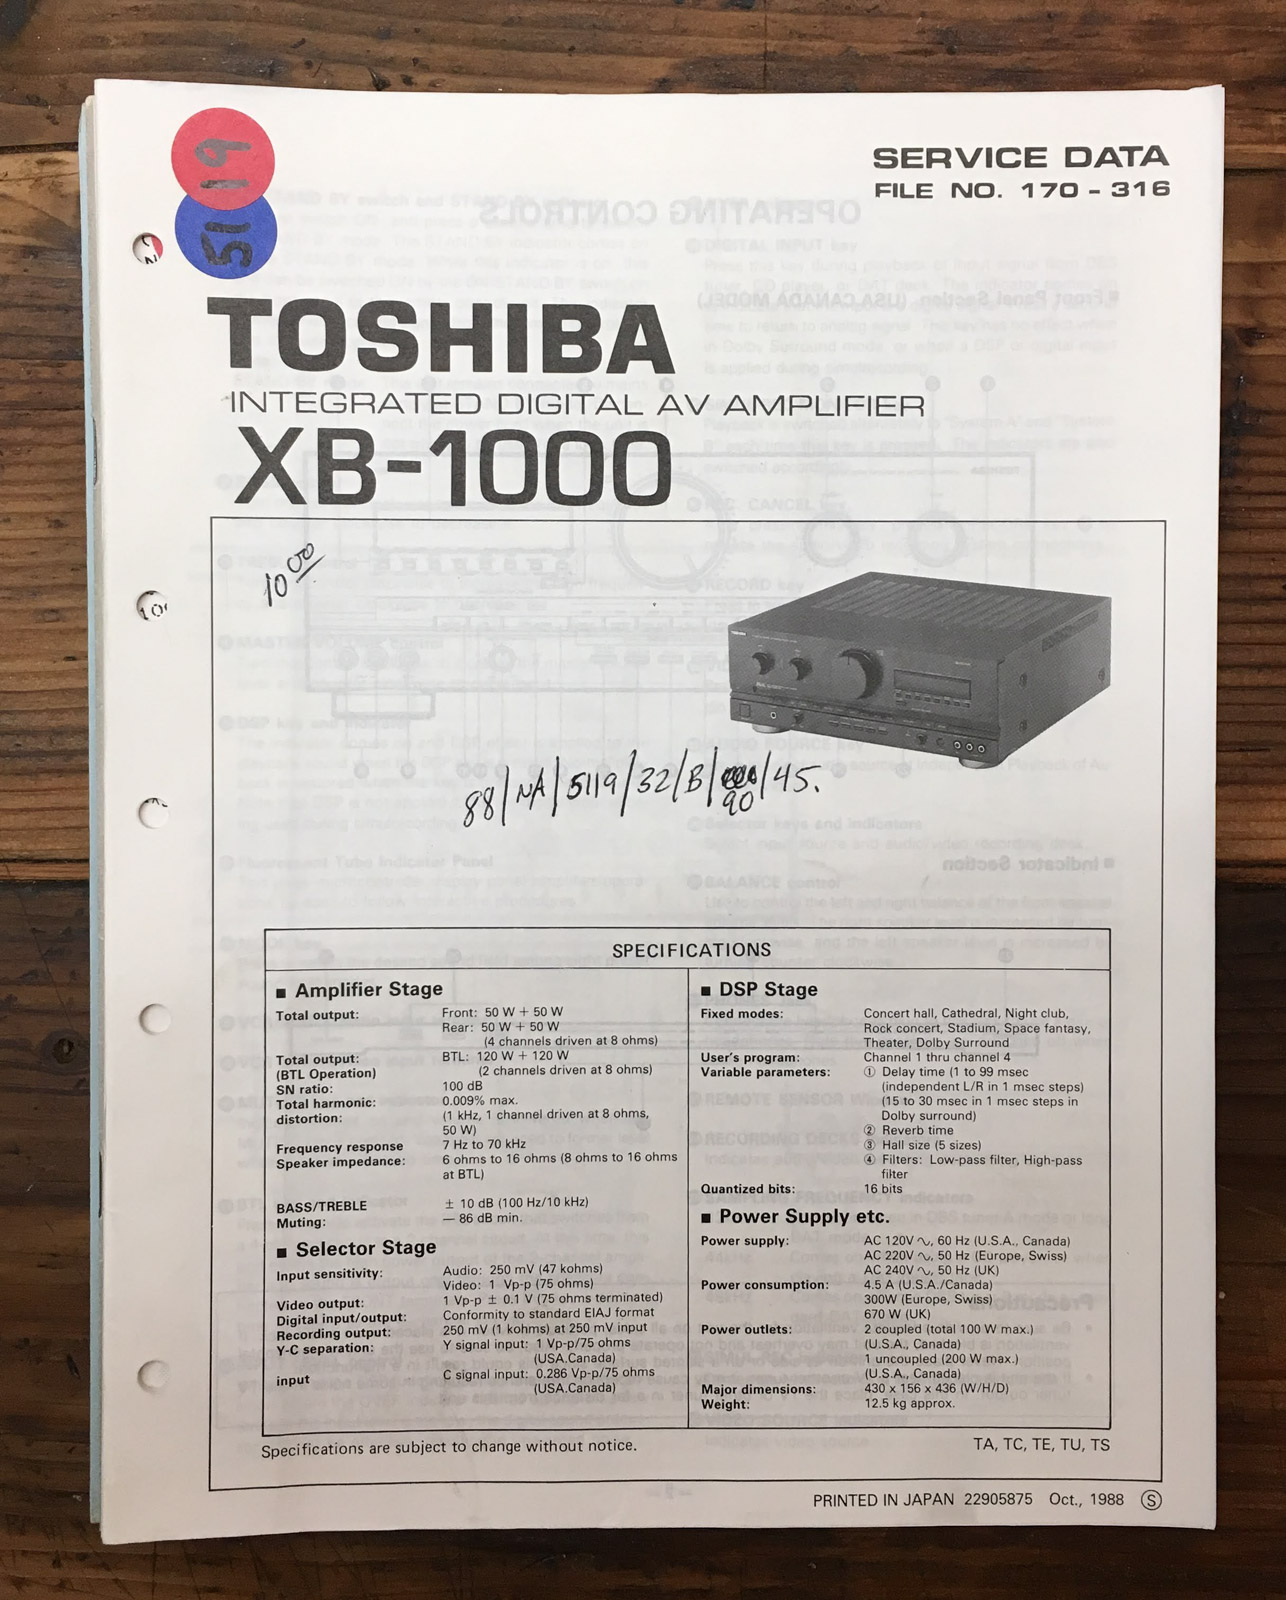 19
51
SERVICE DATA
FILE NO. 170 - 316
TOSHIBA
INTEGRATED DIGITAL AV AMPLIFIER
XB-1000
10 00
TOSHIBA
88/NA/5119/32/B/ /45.
90
SPECIFICATIONS
■ Amplifier Stage
Total output: Front: 50 W + 50 W
Rear: 50 W + 50 W
(4 channels driven at 8 ohms)
Total output: BTL: 120 W + 120 W
(BTL Operation) (2 channels driven at 8 ohms)
SN ratio: 100 dB
Total harmonic: 0.009% max.
distortion: (1 kHz, 1 channel driven at 8 ohms,
50 W)
Frequency response 7 Hz to 70 kHz
Speaker impedance: 6 ohms to 16 ohms (8 ohms to 16 ohms
at BTL)
BASS/TREBLE ± 10 dB (100 Hz/10 kHz)
Muting: — 86 dB min.
■ Selector Stage
Input sensitivity: Audio: 250 mV (47 kohms)
Video: 1 Vp-p (75 ohms)
Video output: 1 Vp-p ± 0.1 V (75 ohms terminated)
Digital input/output: Conformity to standard EIAJ format
Recording output: 250 mV (1 kohms) at 250 mV input
Y-C separation: Y signal input: 1 Vp-p/75 ohms
(USA.Canada)
input C signal input: 0.286 Vp-p/75 ohms
(USA.Canada)
■ DSP Stage
Fixed modes: Concert hall, Cathedral, Night club,
Rock concert, Stadium, Space fantasy,
Theater, Dolby Surround
User's program: Channel 1 thru channel 4
Variable parameters: ① Delay time (1 to 99 msec
(independent L/R in 1 msec steps)
(15 to 30 msec in 1 msec steps in
Dolby surround)
② Reverb time
③ Hall size (5 sizes)
④ Filters: Low-pass filter, High-pass
filter
Quantized bits: 16 bits
■ Power Supply etc.
Power supply: AC 120V ∿, 60 Hz (U.S.A., Canada)
AC 220V ∿, 50 Hz (Europe, Swiss)
AC 240V ∿, 50 Hz (UK)
Power consumption: 4.5 A (U.S.A./Canada)
300W (Europe, Swiss)
670 W (UK)
Power outlets: 2 coupled (total 100 W max.)
(U.S.A., Canada)
1 uncoupled (200 W max.)
(U.S.A., Canada)
Major dimensions: 430 x 156 x 436 (W/H/D)
Weight: 12.5 kg approx.
Specifications are subject to change without notice.
TA, TC, TE, TU, TS
PRINTED IN JAPAN 22905875 Oct., 1988 Ⓢ